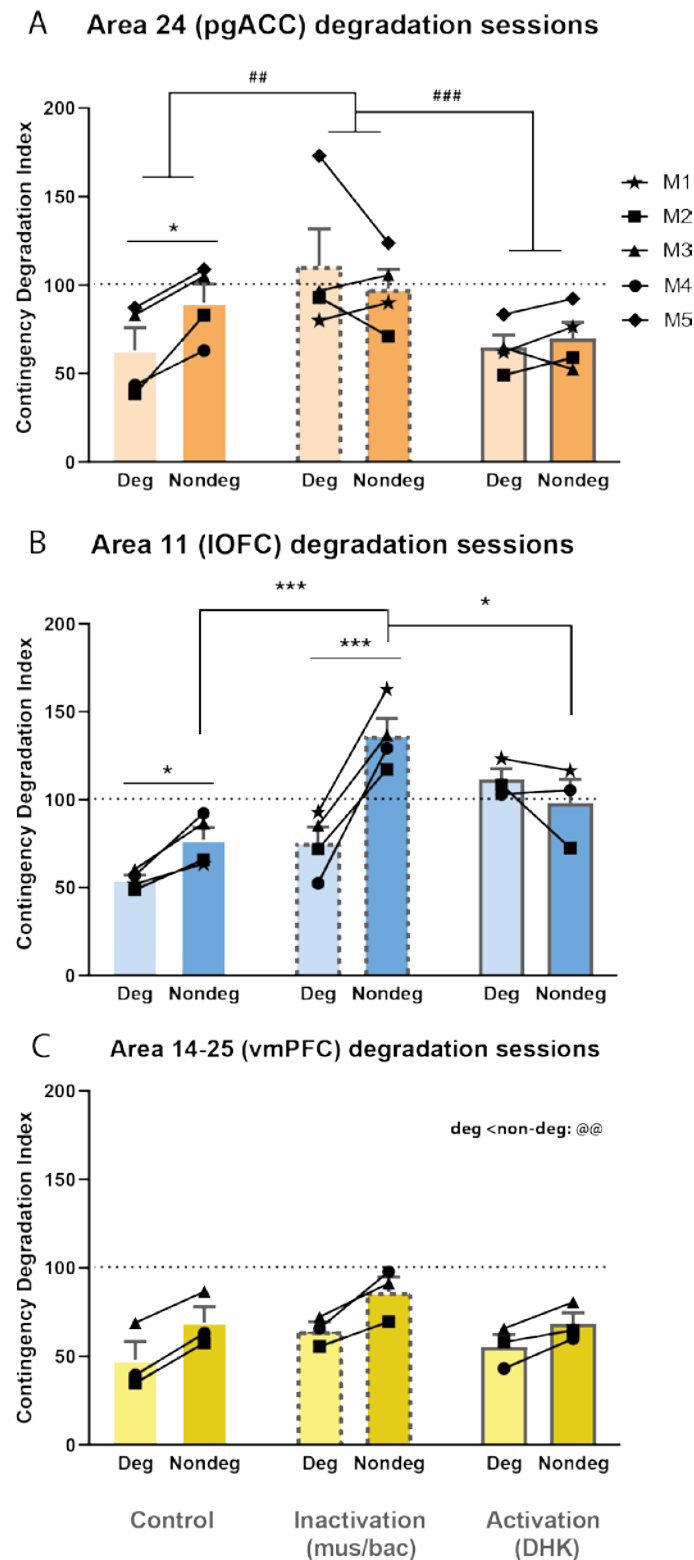 A Area 24 (pgACC) degradation sessions
##
###
200
150
100
50
0
Contingency Degradation Index
*
M1
M2
M3
M4
M5
Deg Nondeg Deg Nondeg Deg Nondeg
B Area 11 (lOFC) degradation sessions
***
*
***
*
200
150
100
50
0
Contingency Degradation Index
Deg Nondeg Deg Nondeg Deg Nondeg
C Area 14-25 (vmPFC) degradation sessions
200
150
100
50
0
Contingency Degradation Index
deg <non-deg: @@
Deg Nondeg Deg Nondeg Deg Nondeg
Control Inactivation Activation
(mus/bac) (DHK)